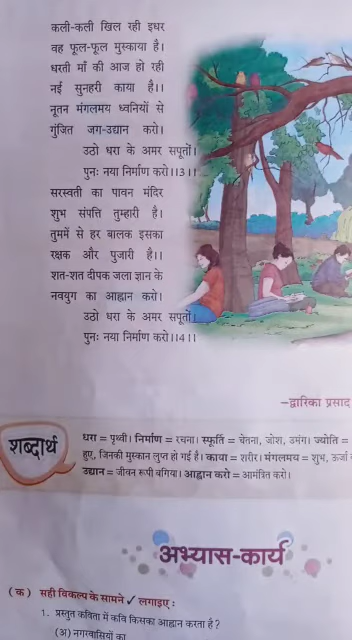 कली-कली खिल रही इधर
वह फूल-फूल मुस्काया है।
धरती माँ की आज हो रही
नई सुनहरी काया है।।
नूतन मंगलमय ध्वनियों से
गुंजित जग-उद्यान करो।
उठो धरा के अमर सपूतों।
पुनः नया निर्माण करो।।3।।
सरस्वती का पावन मंदिर
शुभ संपत्ति तुम्हारी है।
तुममें से हर बालक इसका
रक्षक और पुजारी है।।
शत-शत दीपक जला ज्ञान के
नवयुग का आह्वान करो।
उठो धरा के अमर सपूतों।
पुनः नया निर्माण करो।।4।।
–द्वारिका प्रसाद
शब्दार्थ
धरा = पृथ्वी। निर्माण = रचना। स्फूर्ति = चेतना, जोश, उमंग। ज्योति =
हुए, जिनकी मुस्कान लुप्त हो गई है। काया = शरीर। मंगलमय = शुभ, ऊर्जा
उद्यान = जीवन रूपी बगिया। आह्वान करो = आमंत्रित करो।
अभ्यास-कार्य
(क) सही विकल्प के सामने ✓ लगाइए :
1. प्रस्तुत कविता में कवि किसका आह्वान करता है?
(अ) नगरवासियों का